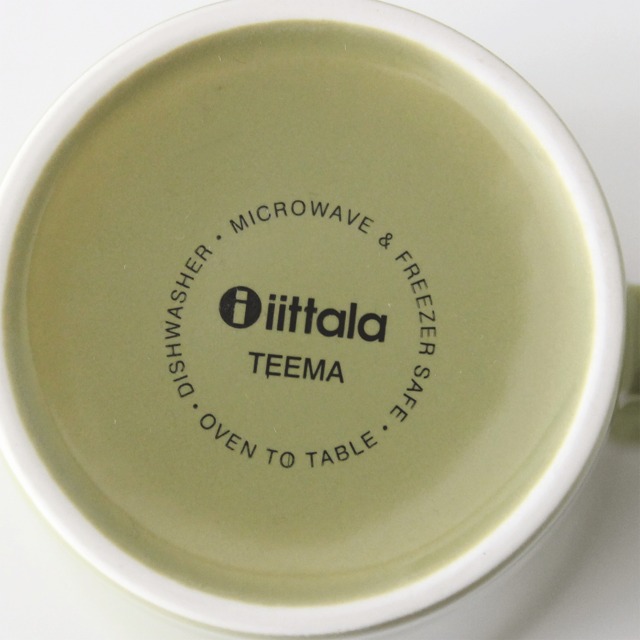 DISHWASHER • MICROWAVE & FREEZER SAFE • OVEN TO TABLE •
i iittala
TEEMA